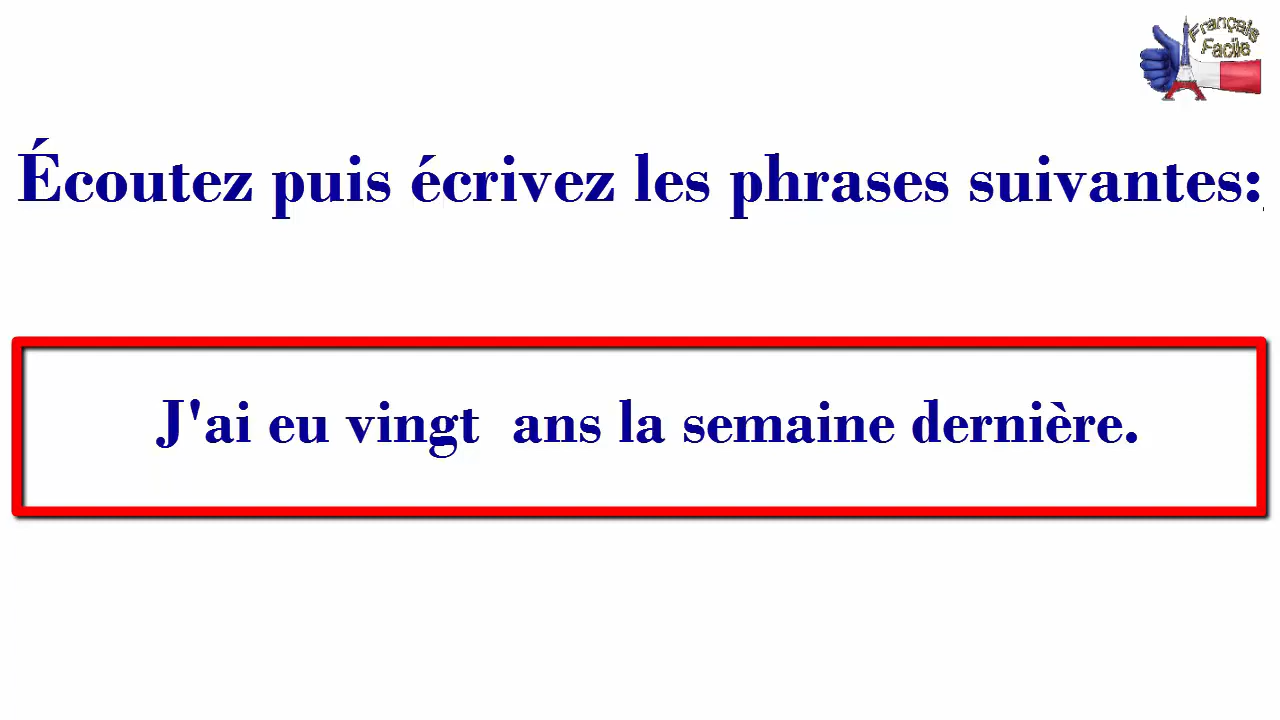 Français
Facile
Écoutez puis écrivez les phrases suivantes:
J'ai eu vingt  ans la semaine dernière.